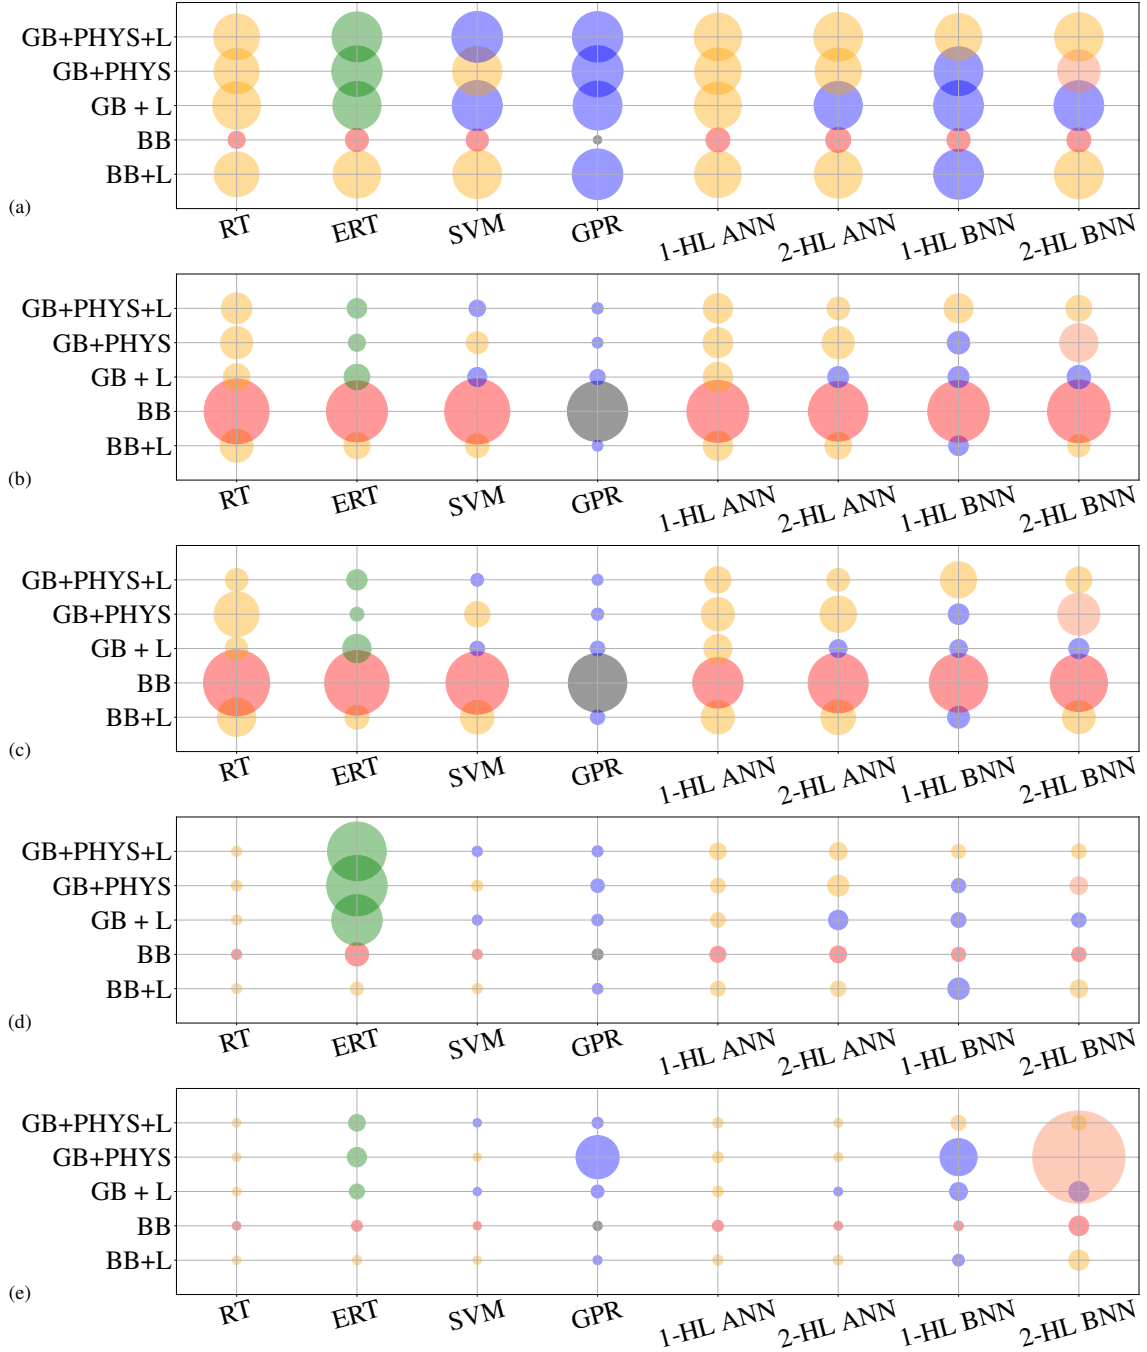 GB+PHYS+L
GB+PHYS
GB + L
BB
BB+L
(a)
RT ERT SVM GPR 1-HL ANN 2-HL ANN 1-HL BNN 2-HL BNN
GB+PHYS+L
GB+PHYS
GB + L
BB
BB+L
(b)
RT ERT SVM GPR 1-HL ANN 2-HL ANN 1-HL BNN 2-HL BNN
GB+PHYS+L
GB+PHYS
GB + L
BB
BB+L
(c)
RT ERT SVM GPR 1-HL ANN 2-HL ANN 1-HL BNN 2-HL BNN
GB+PHYS+L
GB+PHYS
GB + L
BB
BB+L
(d)
RT ERT SVM GPR 1-HL ANN 2-HL ANN 1-HL BNN 2-HL BNN
GB+PHYS+L
GB+PHYS
GB + L
BB
BB+L
(e)
RT ERT SVM GPR 1-HL ANN 2-HL ANN 1-HL BNN 2-HL BNN